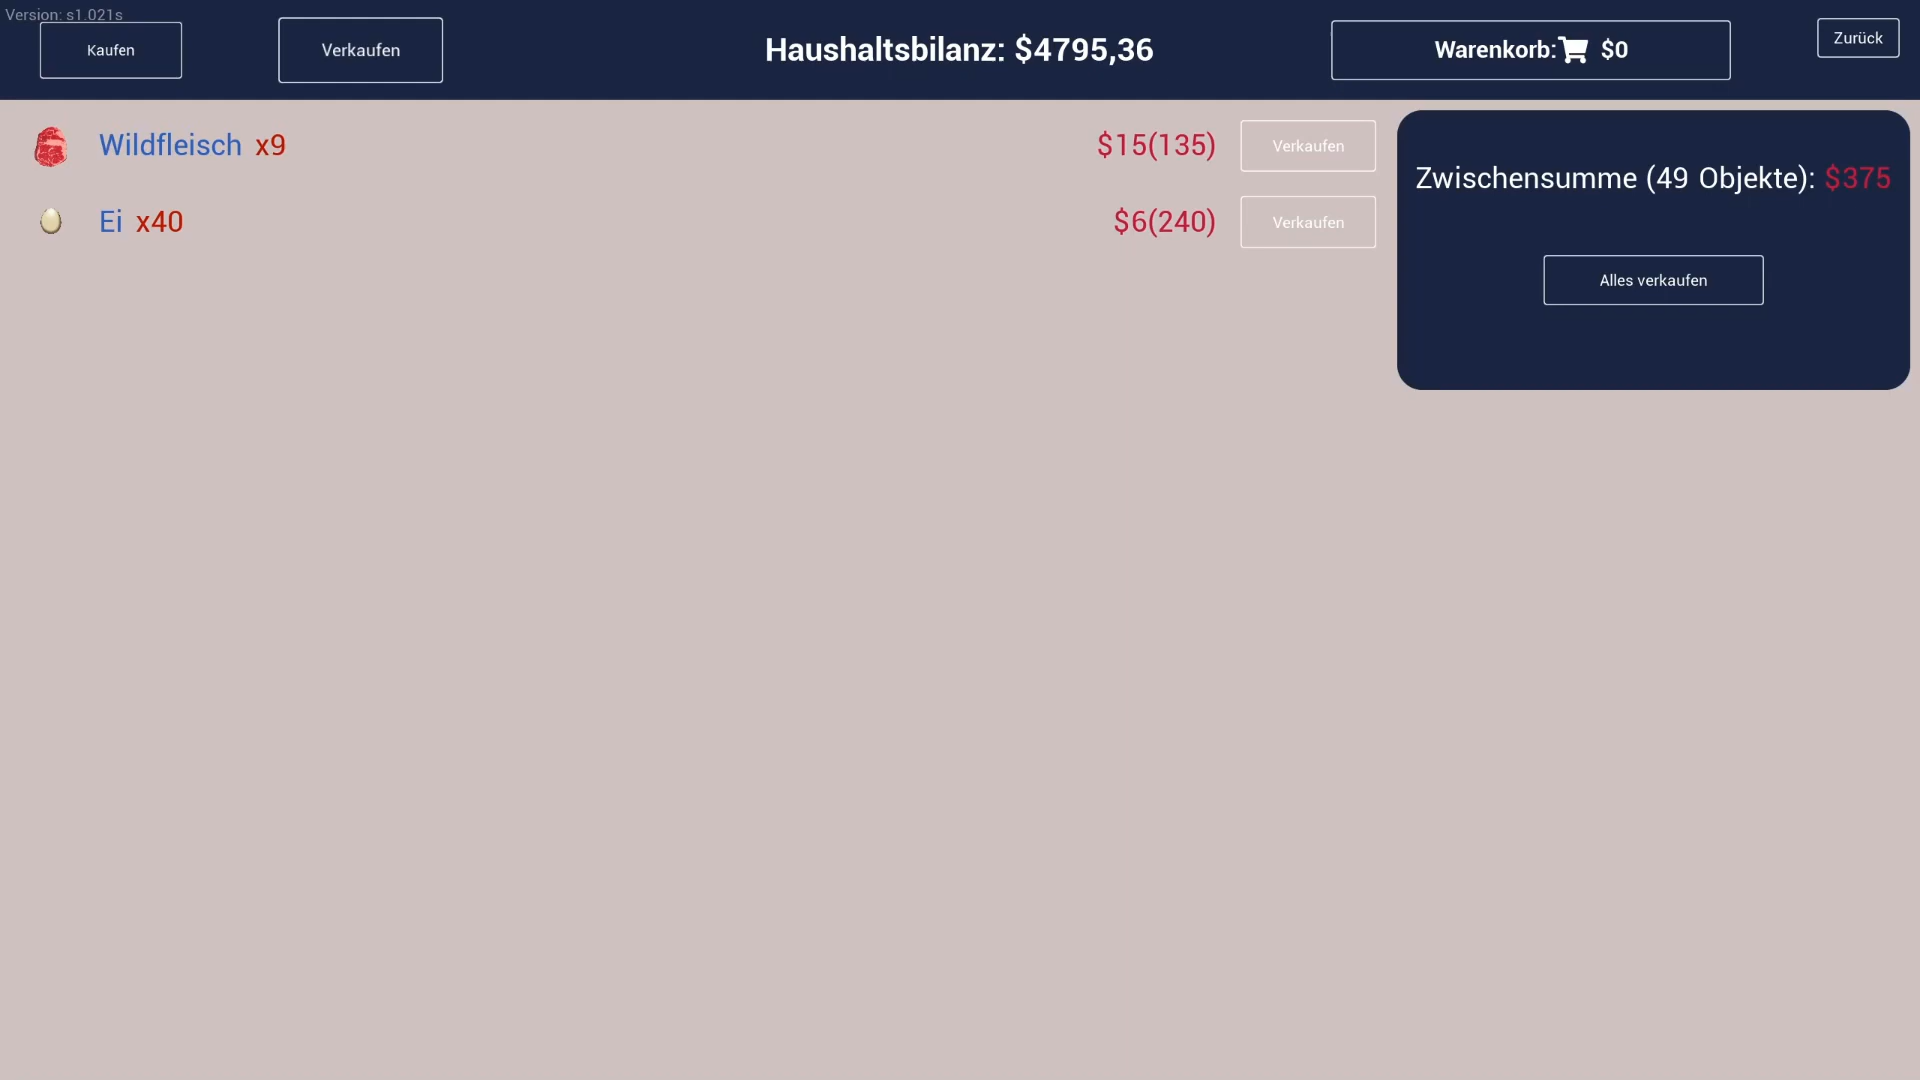 Version: s1.021s
Kaufen
Verkaufen
Haushaltsbilanz: $4795,36
Warenkorb: $0
Zurück
Wildfleisch x9
$15(135)
Verkaufen
Ei x40
$6(240)
Verkaufen
Zwischensumme (49 Objekte): $375
Alles verkaufen